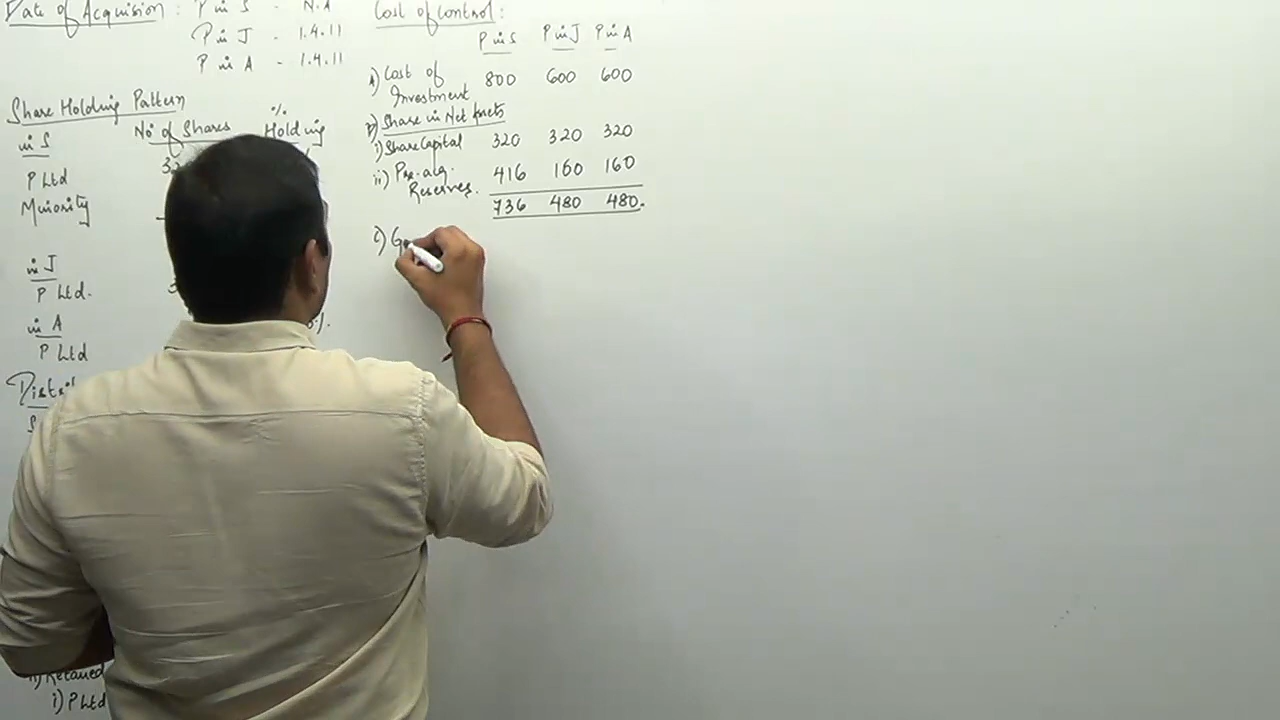 Date of Acquision : P in S - N.A
P in J - 1.4.11
P in A - 1.4.11
Share Holding Pattern
No of Shares % Holding
in S
P Ltd
Minority
in J
P Ltd.
in A
P Ltd
i) P Ltd
Cost of Control :
P in S P in J P in A
A) Cost of Investment 800 600 600
B) Share in Net Assets
i) Share Capital 320 320 320
ii) Pre. acq. Reserves. 416 160 160
736 480 480.
C) G